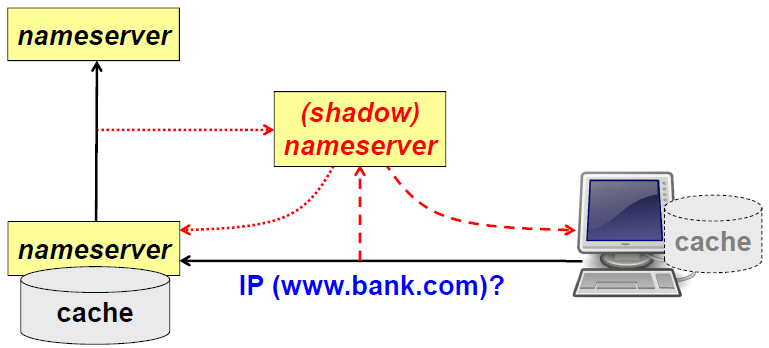 nameserver
(shadow)
nameserver
nameserver
cache
IP (www.bank.com)?
cache